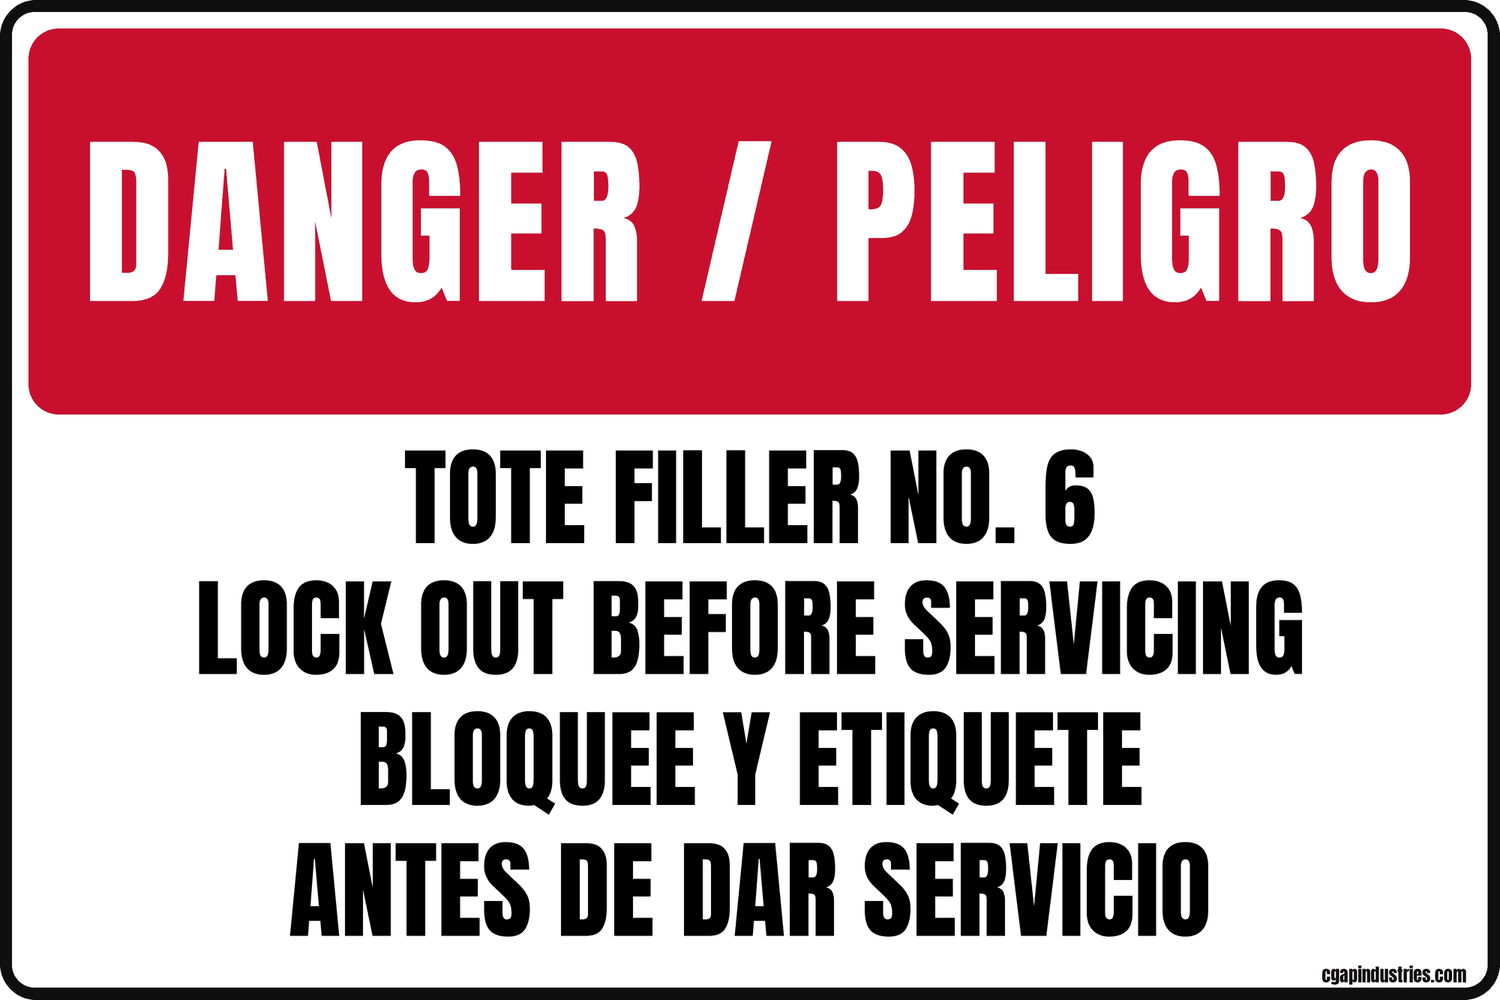 DANGER / PELIGRO
TOTE FILLER NO. 6
LOCK OUT BEFORE SERVICING
BLOQUEE Y ETIQUETE
ANTES DE DAR SERVICIO
cgapindustries.com